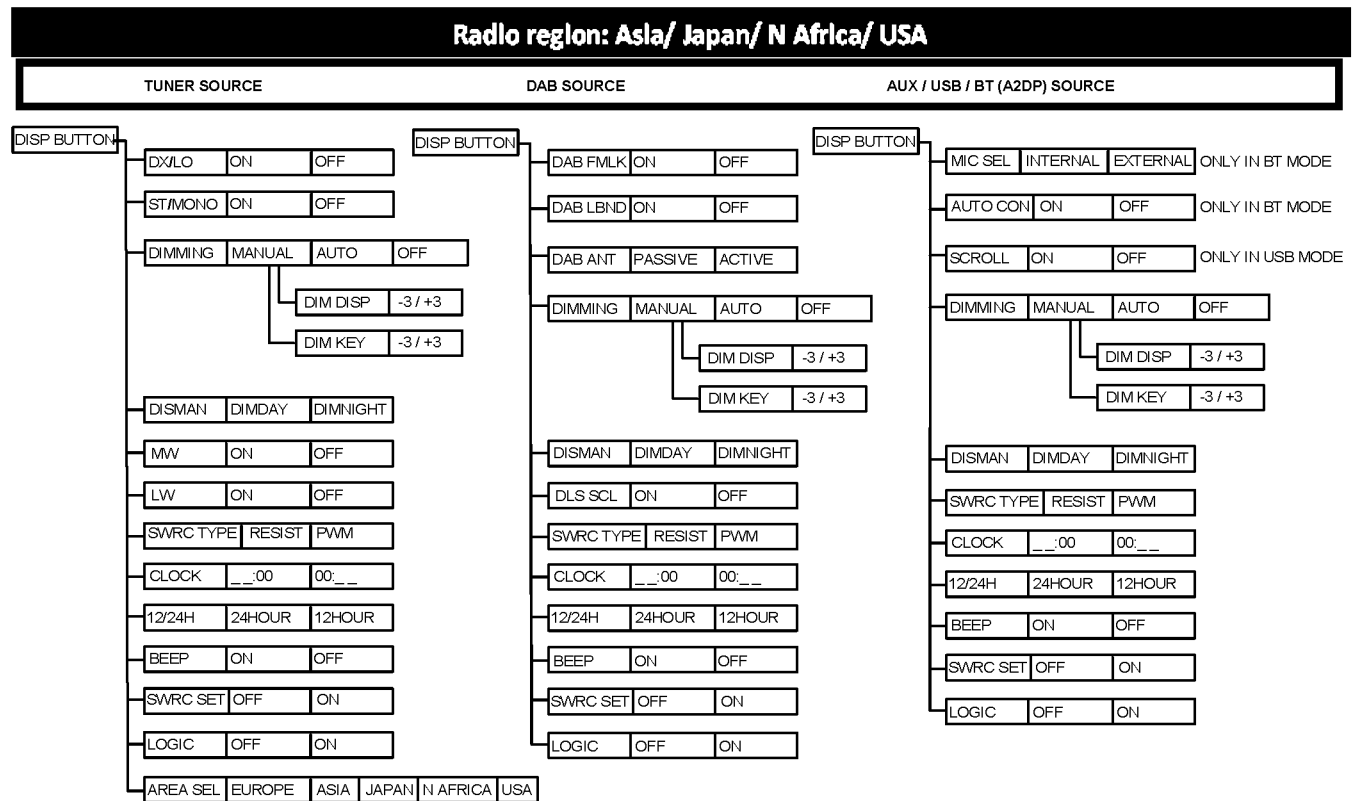 Radio region: Asia/ Japan/ N Africa/ USA
TUNER SOURCE
DAB SOURCE
AUX / USB / BT (A2DP) SOURCE
DISP BUTTON
DX/LO ON OFF
ST/MONO ON OFF
DIMMING MANUAL AUTO OFF
DIM DISP -3 / +3
DIM KEY -3 / +3
DISMAN DIMDAY DIMNIGHT
MW ON OFF
LW ON OFF
SWRC TYPE RESIST PWM
CLOCK _ _:00 00:_ _
12/24H 24HOUR 12HOUR
BEEP ON OFF
SWRC SET OFF ON
LOGIC OFF ON
AREA SEL EUROPE ASIA JAPAN N AFRICA USA
DISP BUTTON
DAB FMLK ON OFF
DAB LBND ON OFF
DAB ANT PASSIVE ACTIVE
DIMMING MANUAL AUTO OFF
DIM DISP -3 / +3
DIM KEY -3 / +3
DISMAN DIMDAY DIMNIGHT
DLS SCL ON OFF
SWRC TYPE RESIST PWM
CLOCK _ _:00 00:_ _
12/24H 24HOUR 12HOUR
BEEP ON OFF
SWRC SET OFF ON
LOGIC OFF ON
DISP BUTTON
MIC SEL INTERNAL EXTERNAL ONLY IN BT MODE
AUTO CON ON OFF ONLY IN BT MODE
SCROLL ON OFF ONLY IN USB MODE
DIMMING MANUAL AUTO OFF
DIM DISP -3 / +3
DIM KEY -3 / +3
DISMAN DIMDAY DIMNIGHT
SWRC TYPE RESIST PWM
CLOCK _ _:00 00:_ _
12/24H 24HOUR 12HOUR
BEEP ON OFF
SWRC SET OFF ON
LOGIC OFF ON